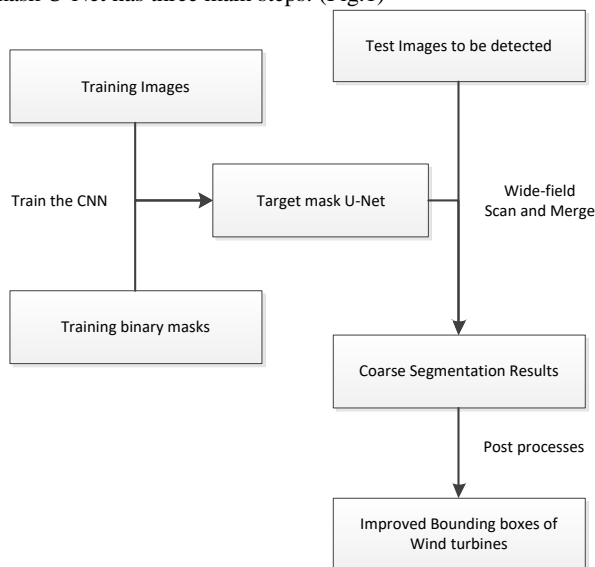 mask U-Net has three main steps. (Fig.1)
Test Images to be detected
Training Images
Train the CNN
Target mask U-Net
Wide-field
Scan and Merge
Training binary masks
Coarse Segmentation Results
Post processes
Improved Bounding boxes of
Wind turbines